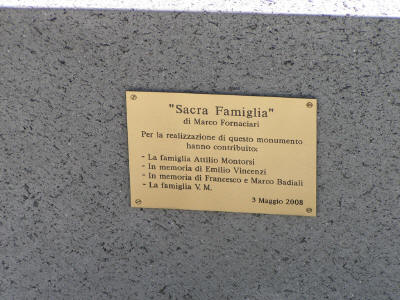 "Sacra Famiglia"
di Marco Fornaciari
Per la realizzazione di questo monumento
hanno contribuito:
- La famiglia Attilio Montorsi
- In memoria di Emilio Vincenzi
- In memoria di Francesco e Marco Badiali
- La famiglia V. M.
3 Maggio 2008